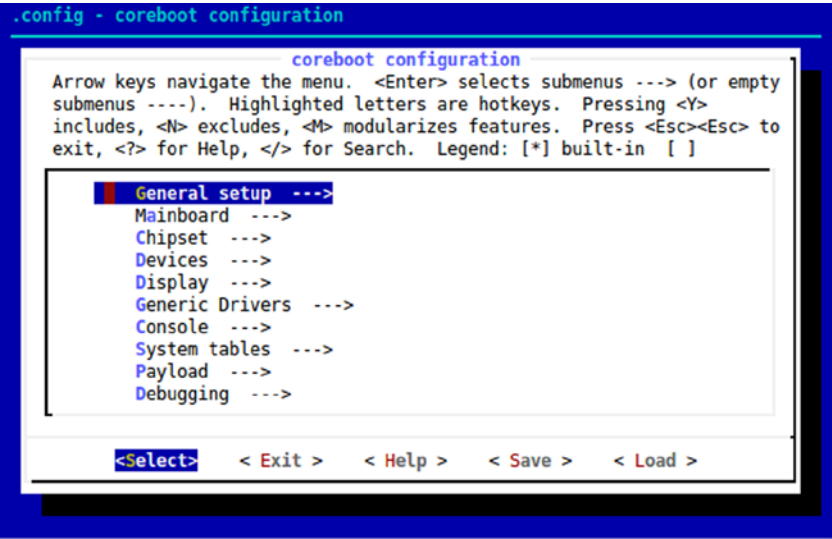 .config - coreboot configuration
coreboot configuration
Arrow keys navigate the menu.  <Enter> selects submenus ---> (or empty
submenus ----).  Highlighted letters are hotkeys.  Pressing <Y>
includes, <N> excludes, <M> modularizes features.  Press <Esc><Esc> to
exit, <?> for Help, </> for Search.  Legend: [*] built-in  [ ]
General setup  --->
Mainboard  --->
Chipset  --->
Devices  --->
Display  --->
Generic Drivers  --->
Console  --->
System tables  --->
Payload  --->
Debugging  --->
<Select>    < Exit >    < Help >    < Save >    < Load >